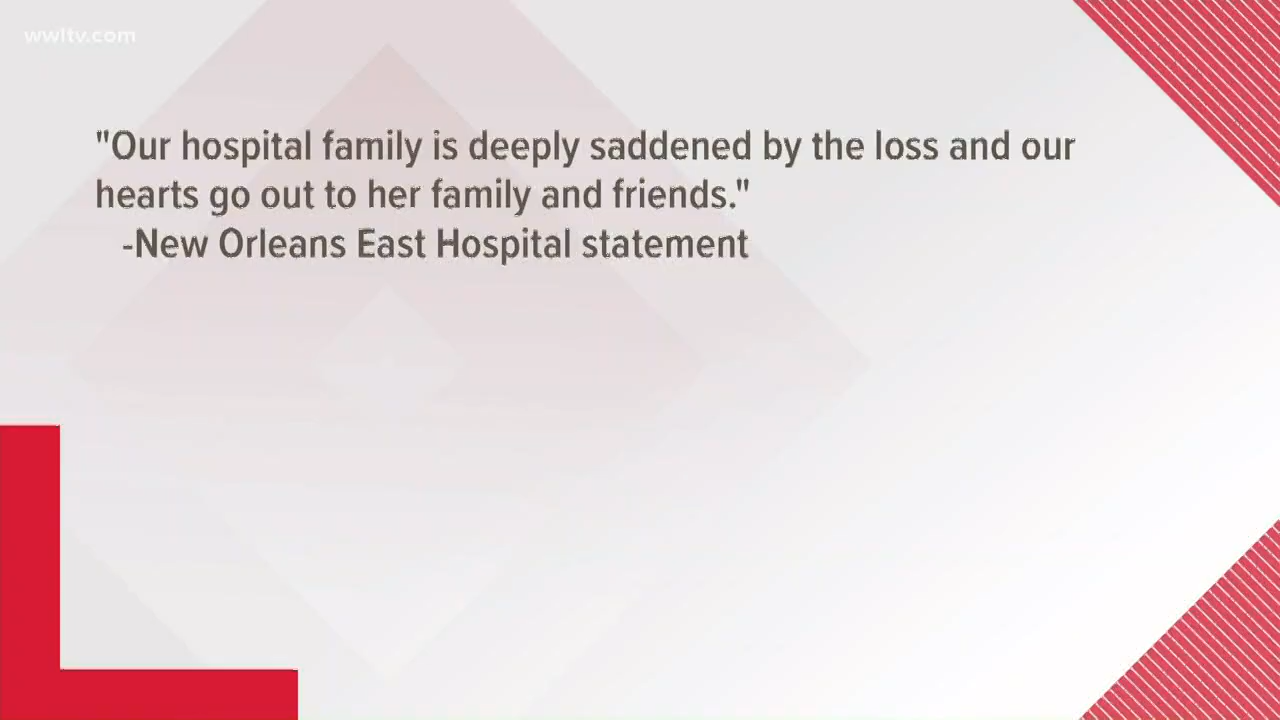 wwltv.com
"Our hospital family is deeply saddened by the loss and our
hearts go out to her family and friends."
-New Orleans East Hospital statement